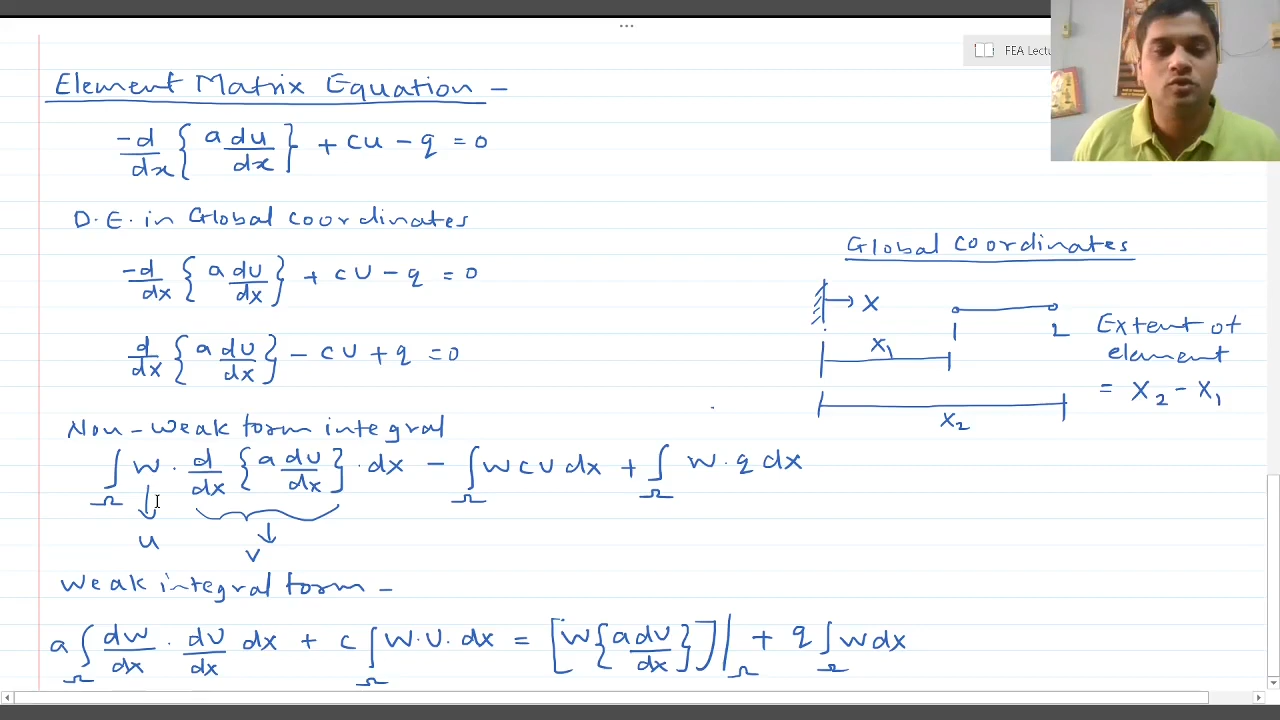 FEA Lectu
Element Matrix Equation -
-d/dx { a du/dx } + cu - q = 0
D.E. in Global coordinates
-d/dx { a dU/dx } + cU - q = 0
d/dx { a dU/dx } - cU + q = 0
Global coordinates
X
1 2
X1
X2
Extent of
element
= X2 - X1
Non-weak form integral
∫Ω W · d/dx { a dU/dx } · dx - ∫Ω W c U dx + ∫Ω W · q dx
u v
Weak integral form -
a ∫Ω dW/dx · dU/dx dx + c ∫Ω W · U · dx = [ W { a dU/dx } ] |Ω + q ∫Ω W dx